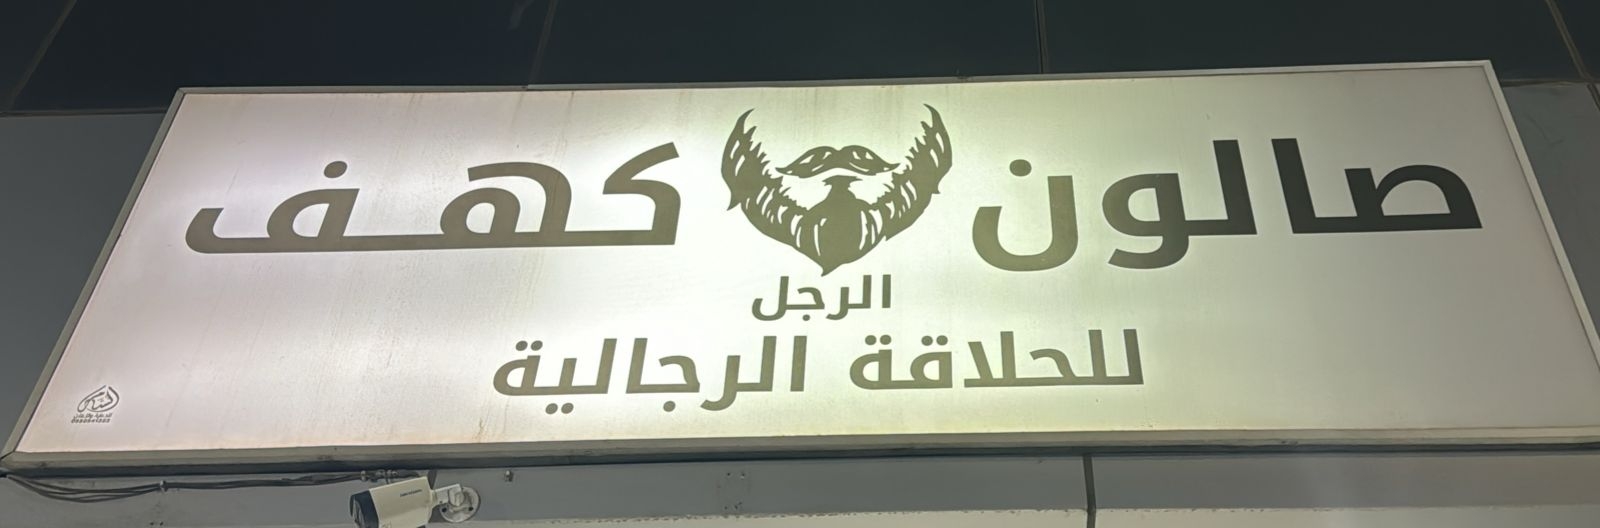 صالون كهف
الرجل
للحلاقة الرجالية